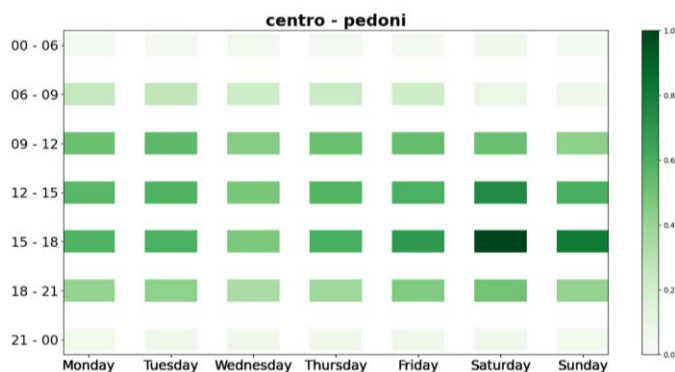 centro - pedoni
00 - 06
06 - 09
09 - 12
12 - 15
15 - 18
18 - 21
21 - 00
Monday Tuesday Wednesday Thursday Friday Saturday Sunday
1.0
0.8
0.6
0.4
0.2
0.0